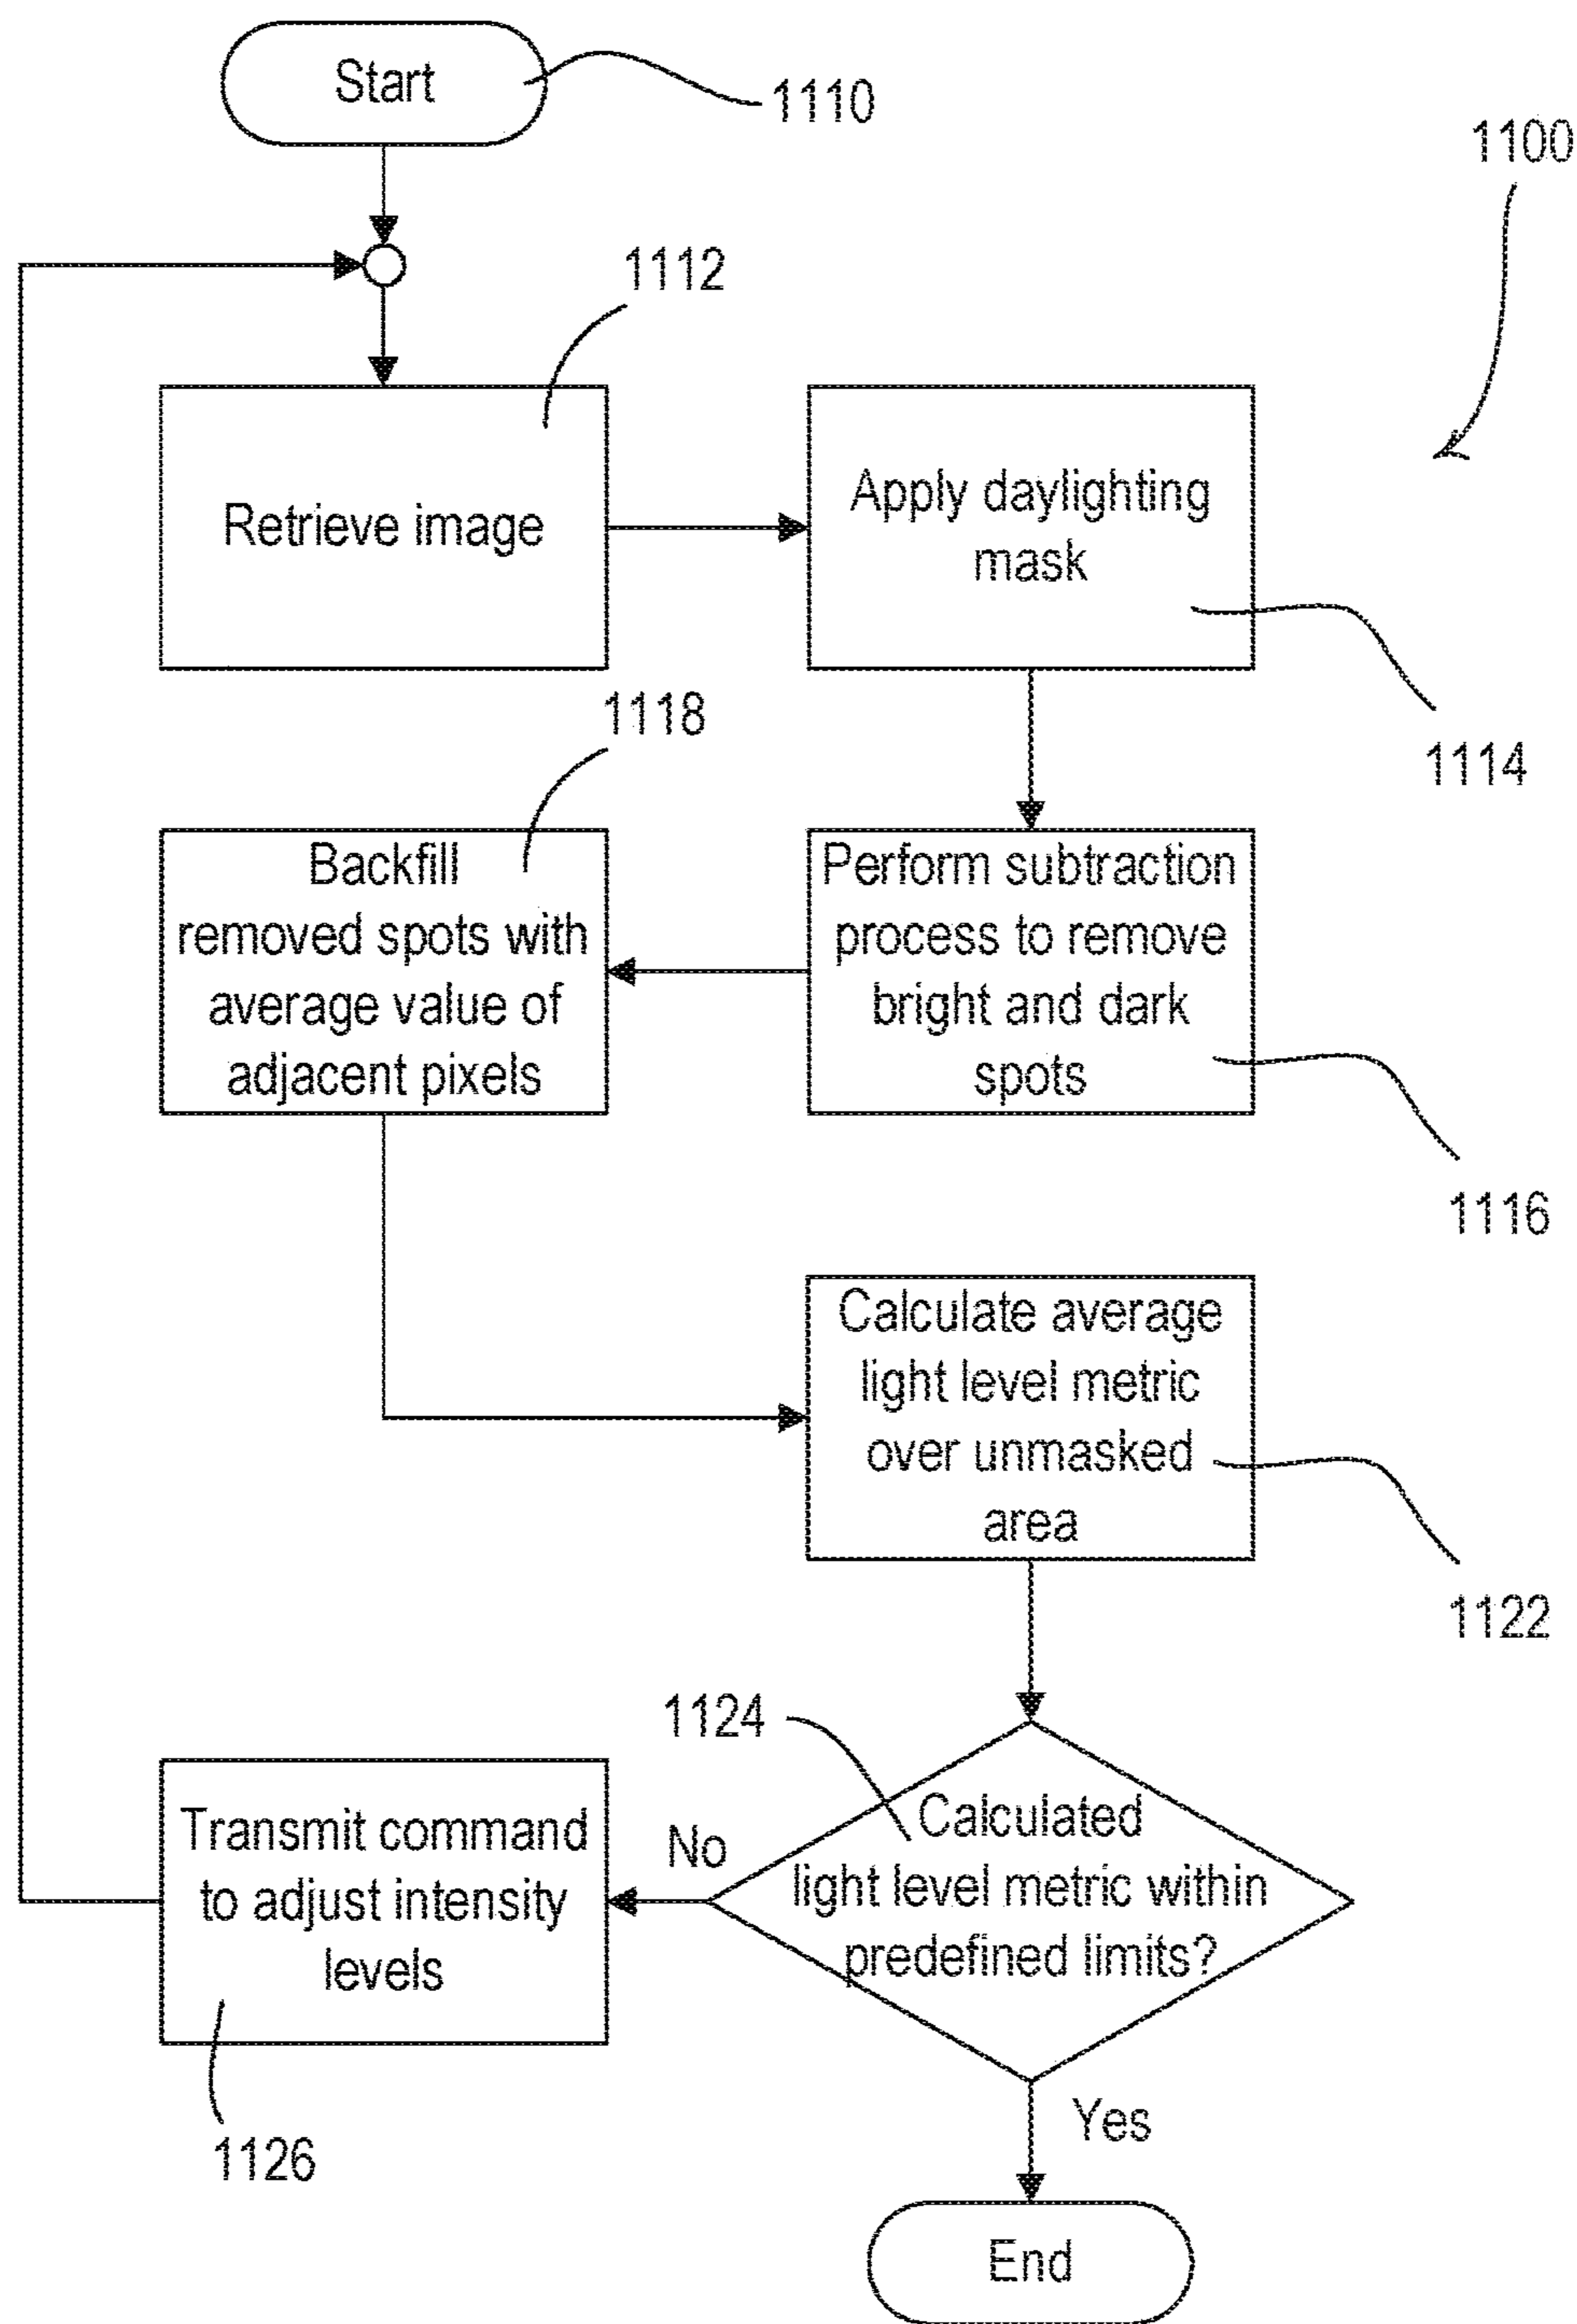 Start
1110
1100
1112
Retrieve image
Apply daylighting
mask
1114
1118
Backfill
removed spots with
average value of
adjacent pixels
Perform subtraction
process to remove
bright and dark
spots
1116
Calculate average
light level metric
over unmasked
area
1122
1124
Calculated
light level metric within
predefined limits?
No
Transmit command
to adjust intensity
levels
1126
Yes
End